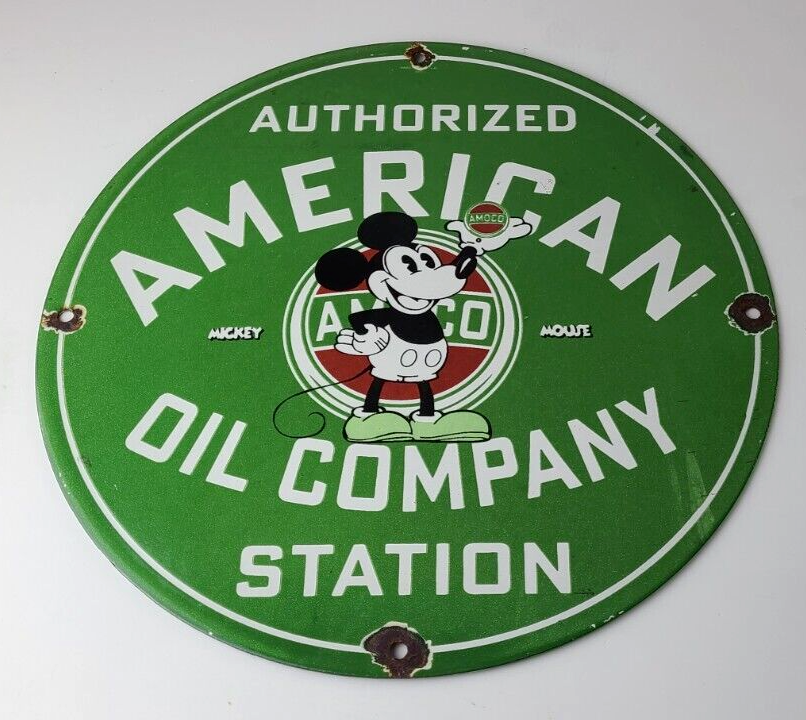 AUTHORIZED
AMERICAN
AMOCO
AMOCO
MICKEY MOUSE
OIL COMPANY
STATION